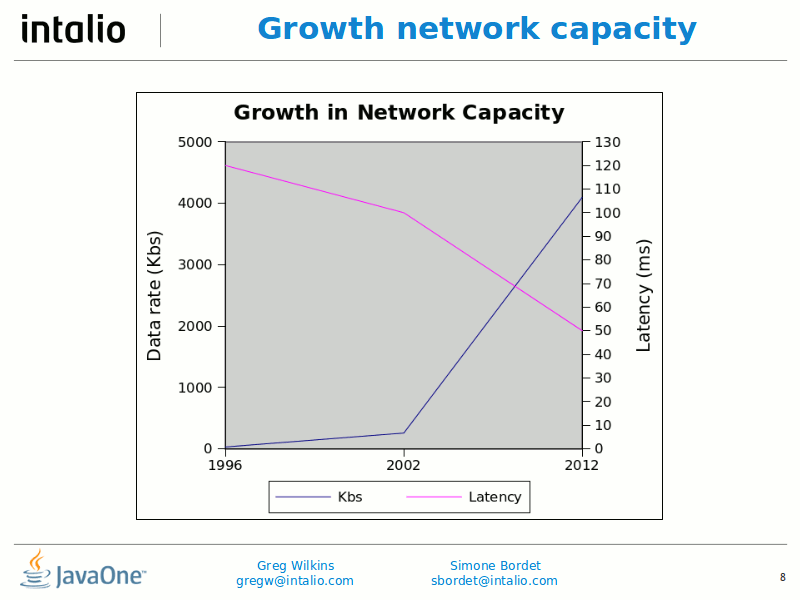 intalio
Growth network capacity
Growth in Network Capacity
5000
4000
3000
2000
1000
0
Data rate (Kbs)
130
120
110
100
90
80
70
60
50
40
30
20
10
0
Latency (ms)
1996 2002 2012
Kbs Latency
JavaOne™
Greg Wilkins
gregw@intalio.com
Simone Bordet
sbordet@intalio.com
8